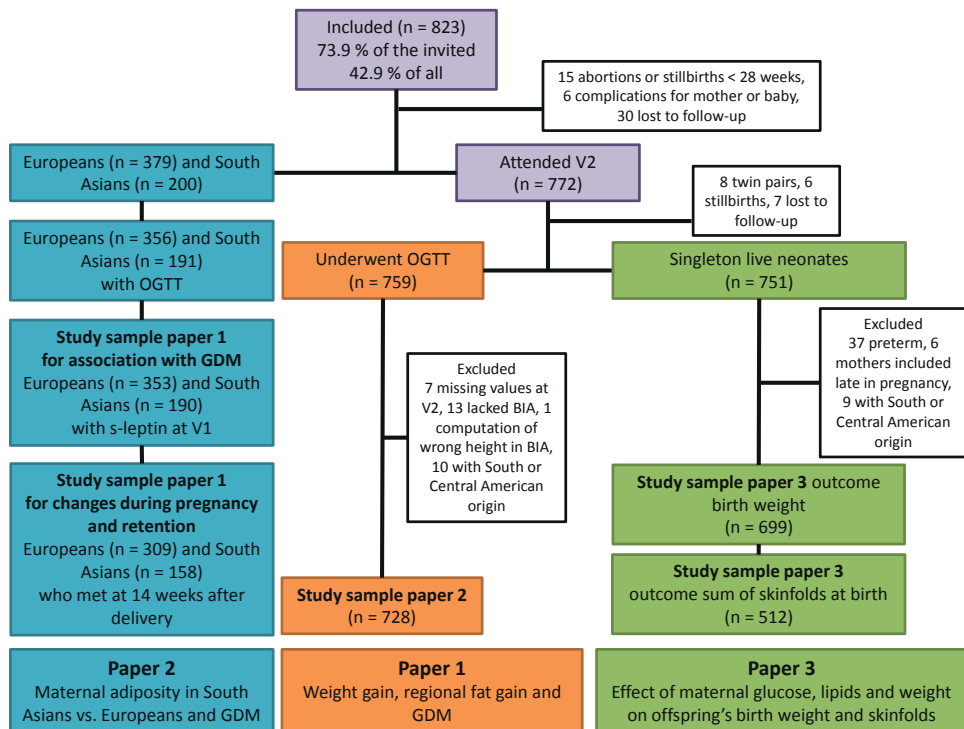 Included (n = 823)
73.9 % of the invited
42.9 % of all
15 abortions or stillbirths < 28 weeks,
6 complications for mother or baby,
30 lost to follow-up
Europeans (n = 379) and South
Asians (n = 200)
Attended V2
(n = 772)
8 twin pairs, 6
stillbirths, 7 lost to
follow-up
Europeans (n = 356) and South
Asians (n = 191)
with OGTT
Underwent OGTT
(n = 759)
Singleton live neonates
(n = 751)
Study sample paper 1
for association with GDM
Europeans (n = 353) and South
Asians (n = 190)
with s-leptin at V1
Excluded
7 missing values at
V2, 13 lacked BIA, 1
computation of
wrong height in BIA,
10 with South or
Central American
origin
Excluded
37 preterm, 6
mothers included
late in pregnancy,
9 with South or
Central American
origin
Study sample paper 1
for changes during pregnancy
and retention
Europeans (n = 309) and South
Asians (n = 158)
who met at 14 weeks after
delivery
Study sample paper 2
(n = 728)
Study sample paper 3 outcome
birth weight
(n = 699)
Study sample paper 3
outcome sum of skinfolds at birth
(n = 512)
Paper 2
Maternal adiposity in South
Asians vs. Europeans and GDM
Paper 1
Weight gain, regional fat gain and
GDM
Paper 3
Effect of maternal glucose, lipids and weight
on offspring's birth weight and skinfolds